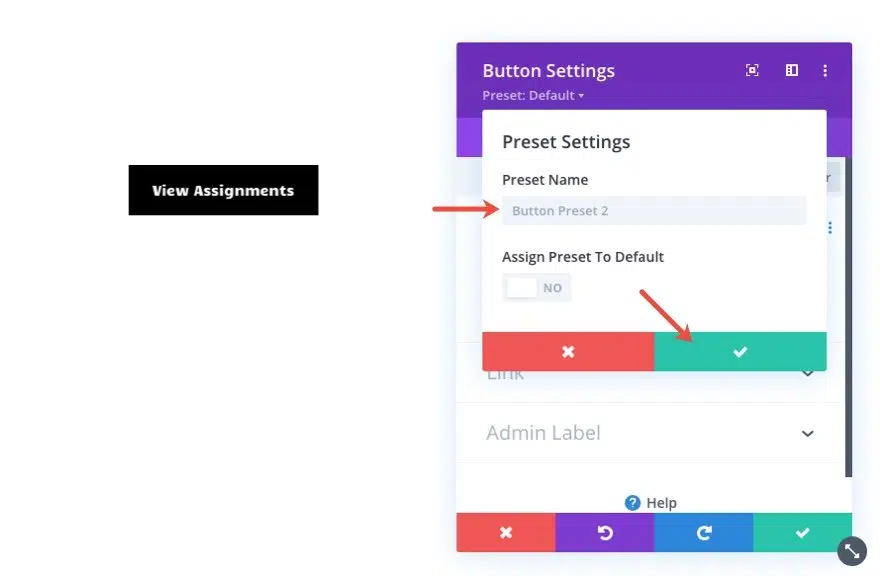 Button Settings
Preset: Default
Preset Settings
Preset Name
Button Preset 2
Assign Preset To Default
NO
View Assignments
Link
Admin Label
Help